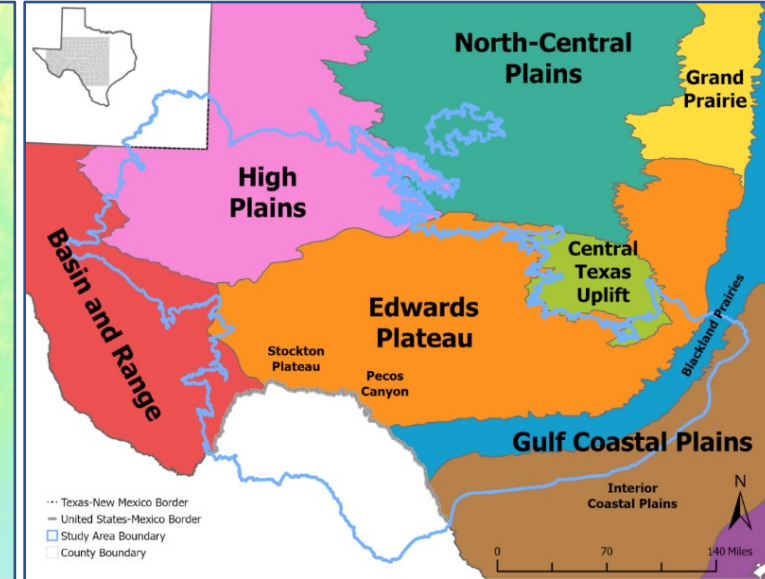 North-Central
Plains
Grand
Prairie
High
Plains
Basin and Range
Central
Texas
Uplift
Edwards
Plateau
Blackland Prairies
Stockton
Plateau
Pecos
Canyon
Gulf Coastal Plains
Interior
Coastal Plains
N
Texas-New Mexico Border
United States-Mexico Border
Study Area Boundary
County Boundary
0 70 140 Miles